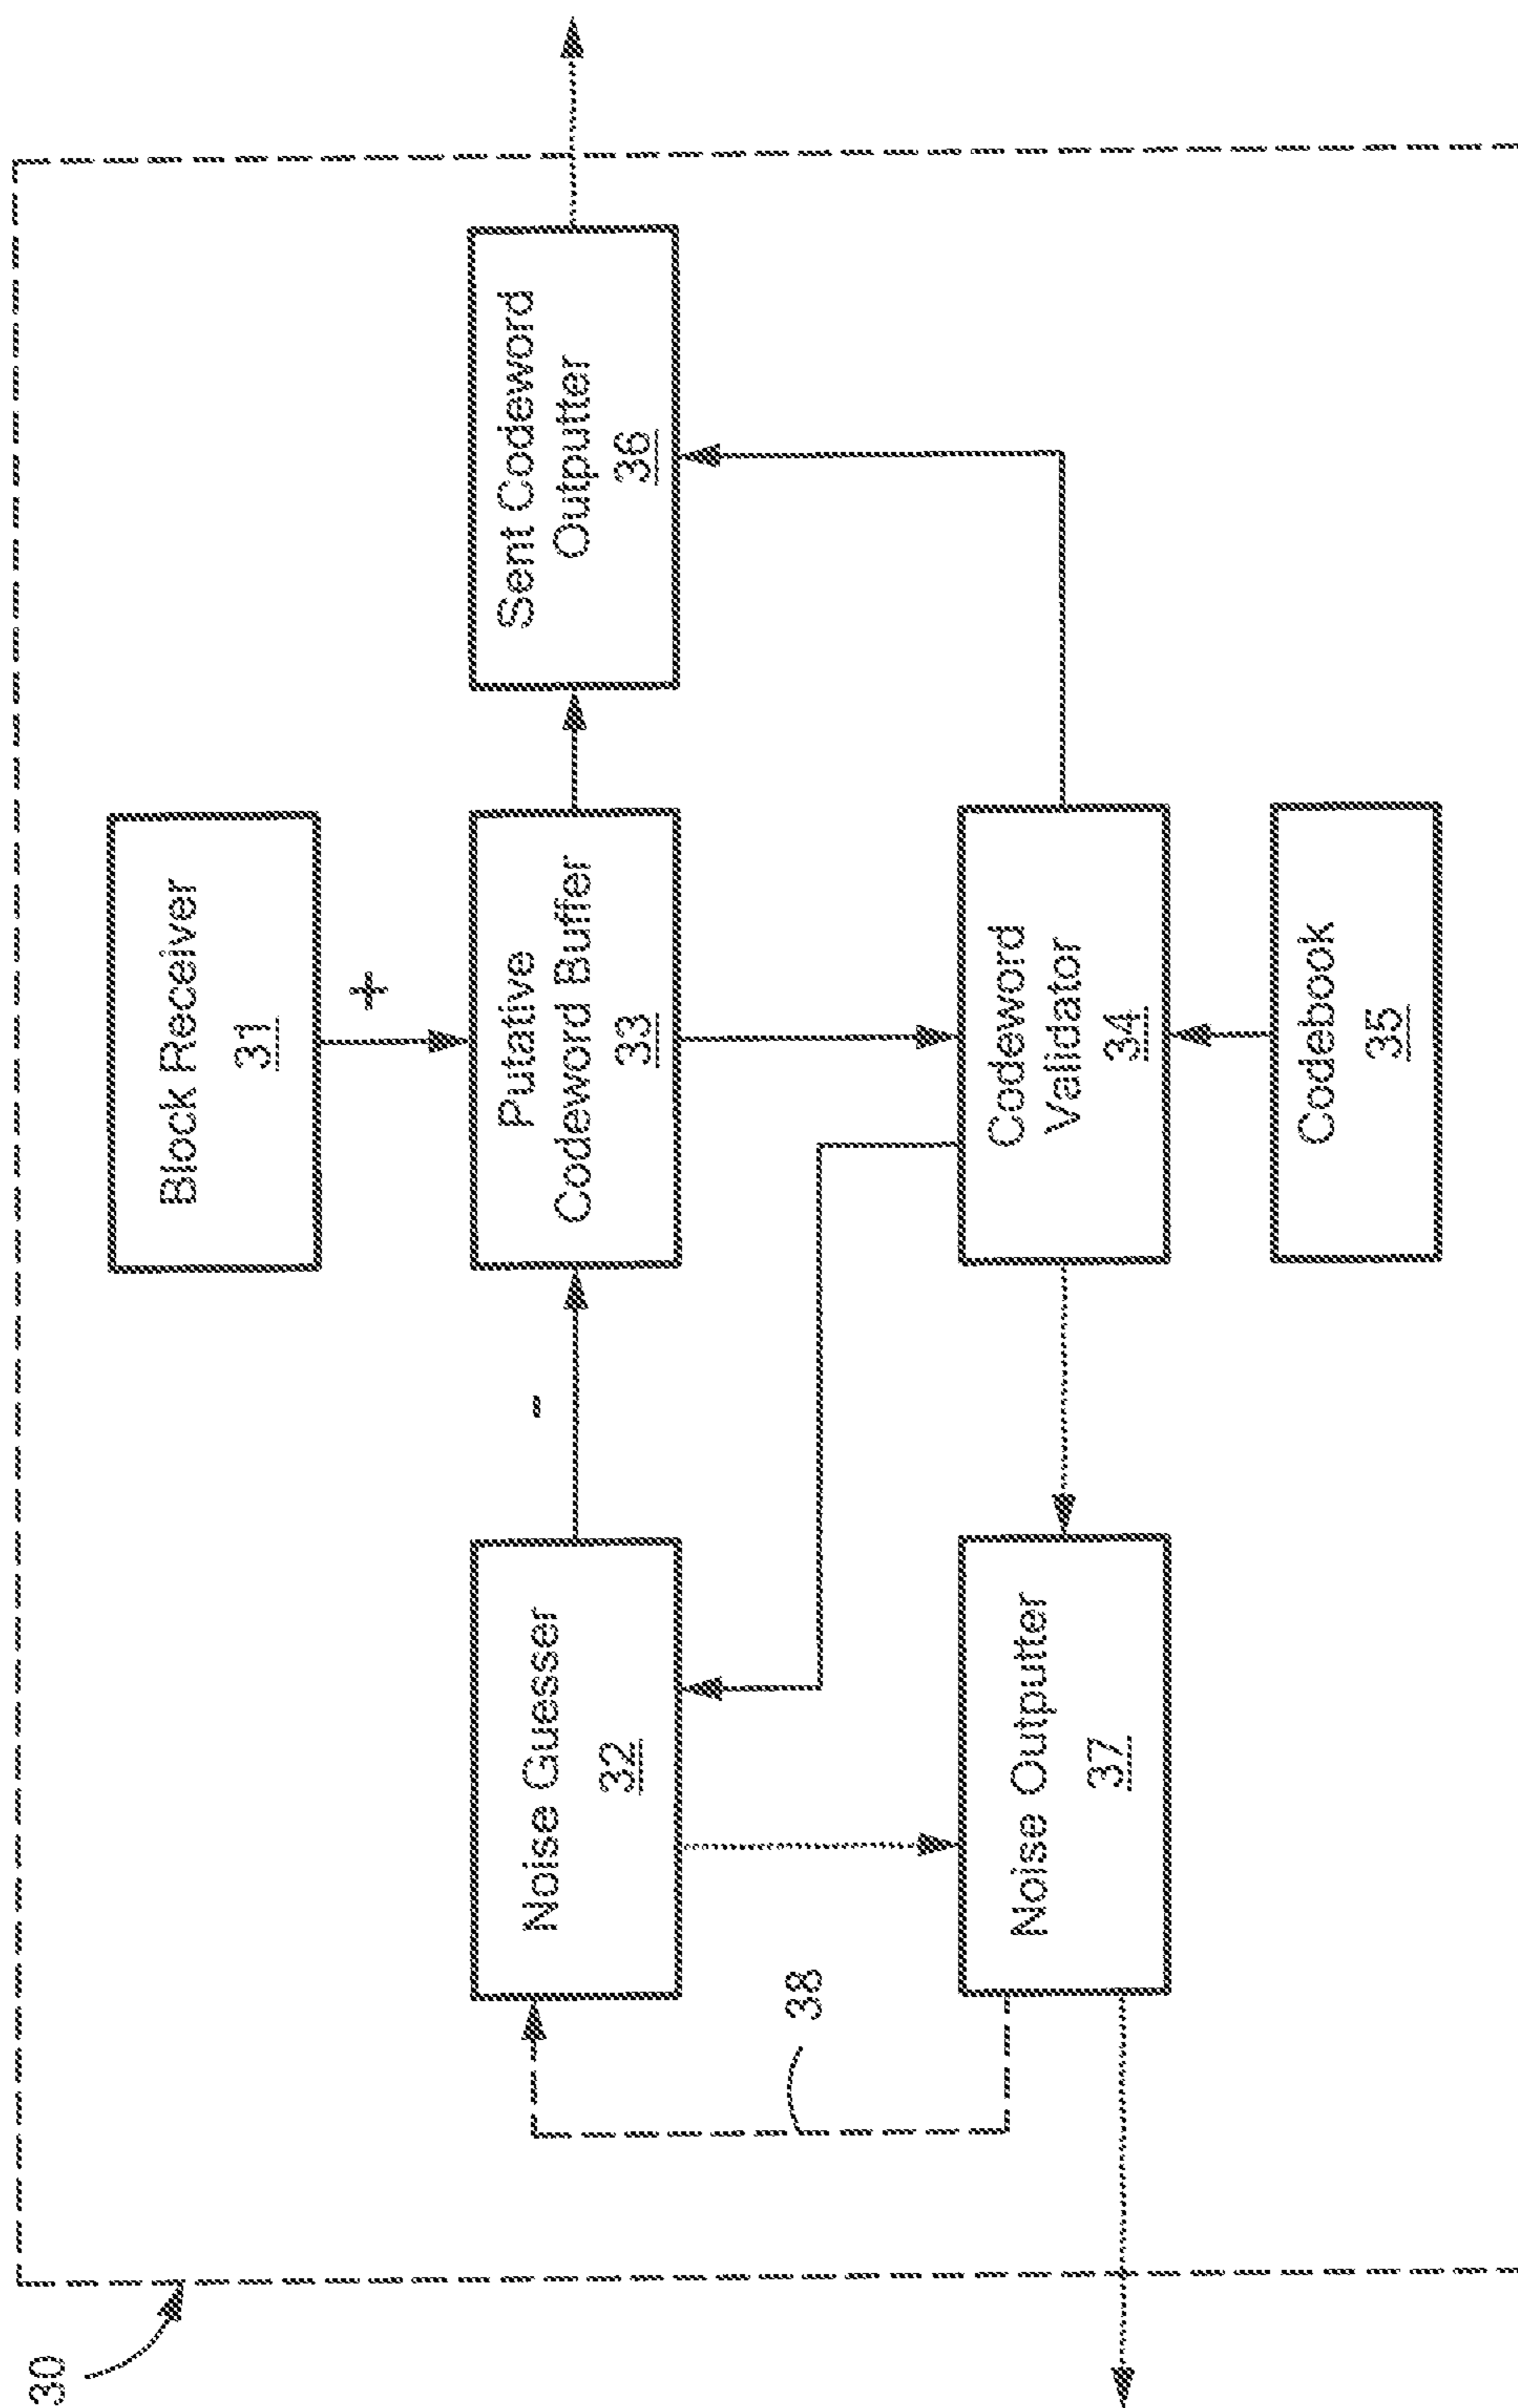 30
Block Receiver
31
+
Noise Guesser
32
-
Putative
Codeword Buffer
33
Sent Codeword
Outputter
36
38
Noise Outputter
37
Codeword
Validator
34
Codebook
35